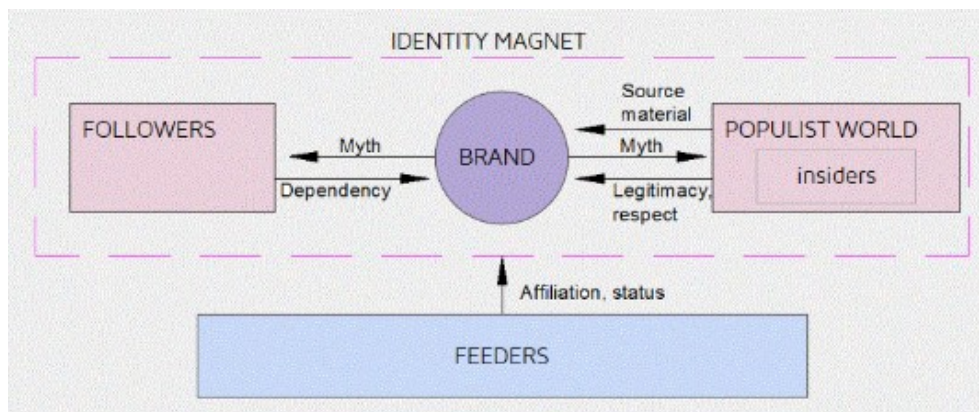 IDENTITY MAGNET
FOLLOWERS
Myth
Dependency
BRAND
Source
material
Myth
Legitimacy,
respect
POPULIST WORLD
insiders
Affiliation, status
FEEDERS